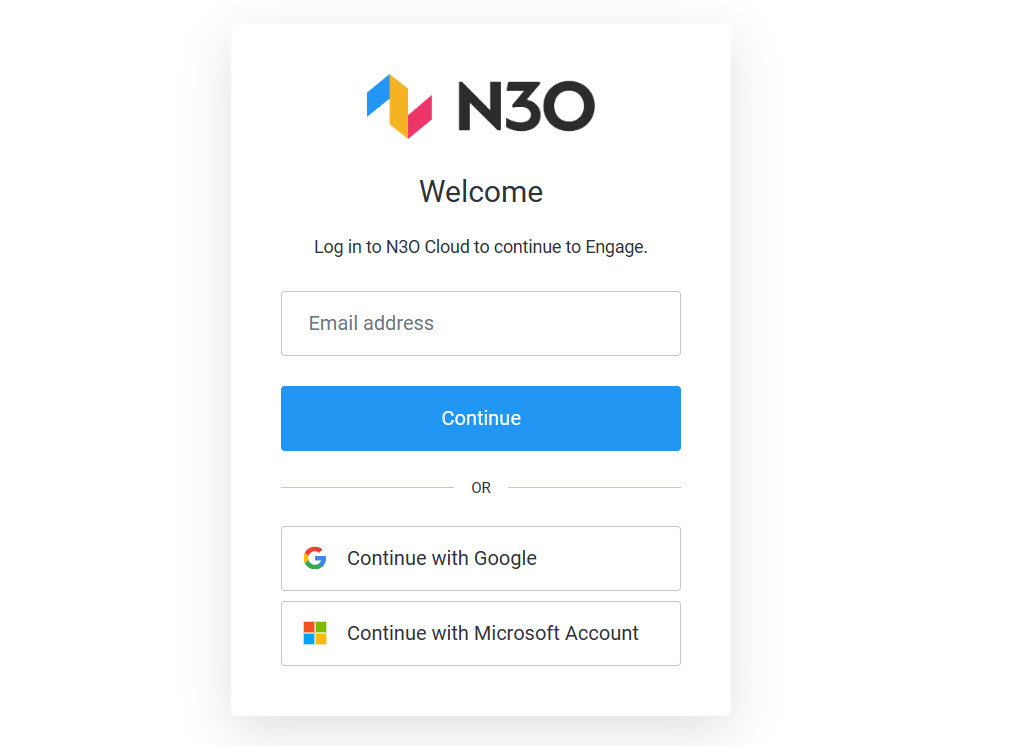 N3O
Welcome
Log in to N3O Cloud to continue to Engage.
Email address
Continue
OR
Continue with Google
Continue with Microsoft Account